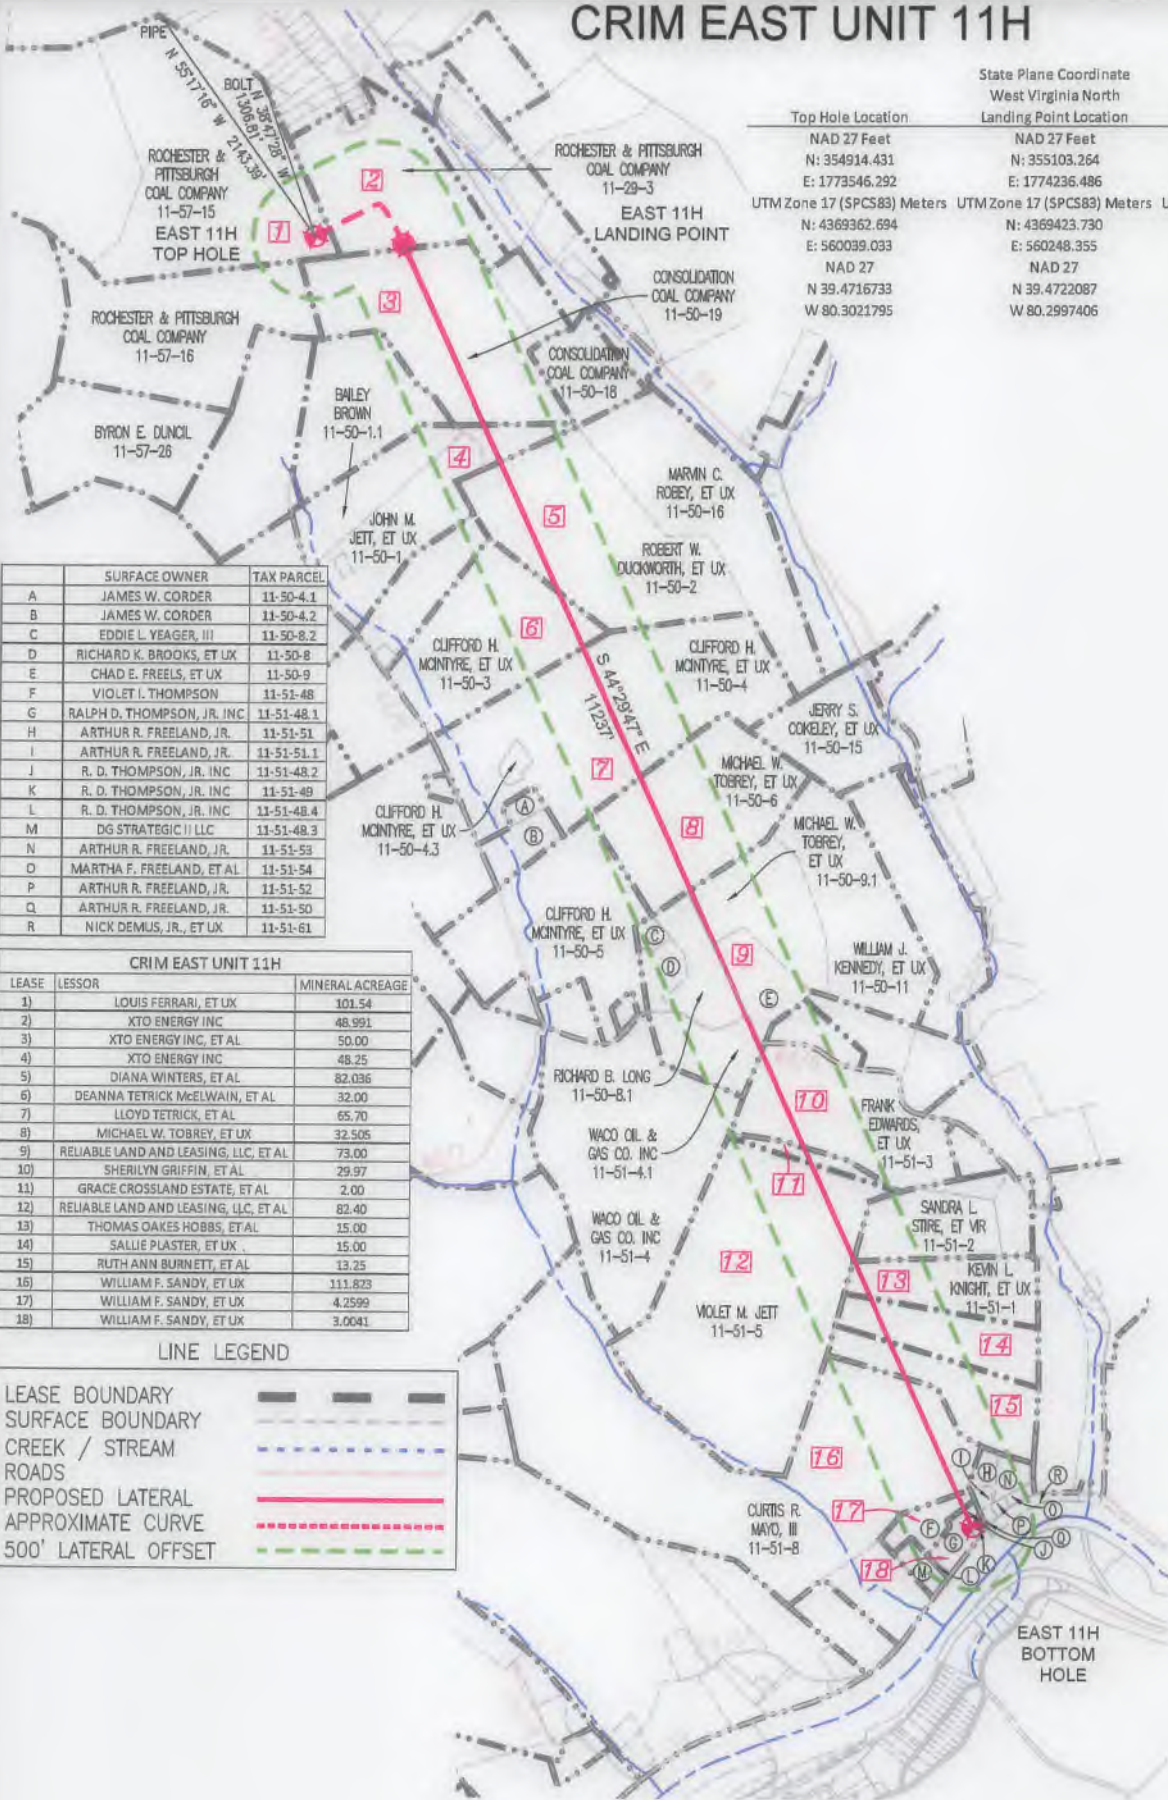 CRIM EAST UNIT 11H
State Plane Coordinate
West Virginia North
Top Hole Location Landing Point Location
NAD 27 Feet NAD 27 Feet
N: 354914.431 N: 355103.264
E: 1773546.292 E: 1774236.486
UTM Zone 17 (SPCS83) Meters UTM Zone 17 (SPCS83) Meters U
N: 4369362.694 N: 4369423.730
E: 560039.033 E: 560248.355
NAD 27 NAD 27
N 39.4716733 N 39.4722087
W 80.3021795 W 80.2997406
PIPE
N 55°17'16" W 2143.39'
BOLT
N 38°47'28" W
1306.81'
ROCHESTER &
PITTSBURGH
COAL COMPANY
11-57-15
EAST 11H
TOP HOLE
1
2
3
ROCHESTER & PITTSBURGH
COAL COMPANY
11-29-3
EAST 11H
LANDING POINT
CONSOLIDATION
COAL COMPANY
11-50-19
ROCHESTER & PITTSBURGH
COAL COMPANY
11-57-16
CONSOLIDATION
COAL COMPANY
11-50-18
BAILEY
BROWN
11-50-1.1
BYRON E. DUNCIL
11-57-26
4
MARVIN C.
ROBEY, ET UX
11-50-16
5
JOHN M.
JETT, ET UX
11-50-1
ROBERT W.
DUCKWORTH, ET UX
11-50-2
SURFACE OWNER TAX PARCEL
A JAMES W. CORDER 11-50-4.1
B JAMES W. CORDER 11-50-4.2
C EDDIE L. YEAGER, III 11-50-8.2
D RICHARD K. BROOKS, ET UX 11-50-8
E CHAD E. FREELS, ET UX 11-50-9
F VIOLET I. THOMPSON 11-51-48
G RALPH D. THOMPSON, JR. INC 11-51-48.1
H ARTHUR R. FREELAND, JR. 11-51-51
I ARTHUR R. FREELAND, JR. 11-51-51.1
J R. D. THOMPSON, JR. INC 11-51-48.2
K R. D. THOMPSON, JR. INC 11-51-49
L R. D. THOMPSON, JR. INC 11-51-48.4
M DG STRATEGIC II LLC 11-51-48.3
N ARTHUR R. FREELAND, JR. 11-51-53
O MARTHA F. FREELAND, ET AL 11-51-54
P ARTHUR R. FREELAND, JR. 11-51-52
Q ARTHUR R. FREELAND, JR. 11-51-50
R NICK DEMUS, JR., ET UX 11-51-61
6
CLIFFORD H.
MCINTYRE, ET UX
11-50-3
CLIFFORD H.
MCINTYRE, ET UX
11-50-4
S 44°29'47" E
11237'
JERRY S.
COKELEY, ET UX
11-50-15
7
MICHAEL W.
TOBREY, ET UX
11-50-6
A
B
CLIFFORD H.
MCINTYRE, ET UX
11-50-4.3
8
MICHAEL W.
TOBREY,
ET UX
11-50-9.1
CLIFFORD H.
MCINTYRE, ET UX
11-50-5
C
D
9
E
WILLIAM J.
KENNEDY, ET UX
11-50-11
CRIM EAST UNIT 11H
LEASE LESSOR MINERAL ACREAGE
1) LOUIS FERRARI, ET UX 101.54
2) XTO ENERGY INC 48.991
3) XTO ENERGY INC, ET AL 50.00
4) XTO ENERGY INC 48.25
5) DIANA WINTERS, ET AL 82.036
6) DEANNA TETRICK McELWAIN, ET AL 32.00
7) LLOYD TETRICK, ET AL 65.70
8) MICHAEL W. TOBREY, ET UX 32.505
9) RELIABLE LAND AND LEASING, LLC, ET AL 73.00
10) SHERILYN GRIFFIN, ET AL 29.97
11) GRACE CROSSLAND ESTATE, ET AL 2.00
12) RELIABLE LAND AND LEASING, LLC, ET AL 82.40
13) THOMAS OAKES HOBBS, ET AL 15.00
14) SALLIE PLASTER, ET UX 15.00
15) RUTH ANN BURNETT, ET AL 13.25
16) WILLIAM F. SANDY, ET UX 111.823
17) WILLIAM F. SANDY, ET UX 4.2599
18) WILLIAM F. SANDY, ET UX 3.0041
RICHARD B. LONG
11-50-8.1
10
FRANK
EDWARDS,
ET UX
11-51-3
WACO OIL &
GAS CO. INC
11-51-4.1
11
SANDRA L.
STIRE, ET VIR
11-51-2
WACO OIL &
GAS CO. INC
11-51-4
12
13
KEVIN L.
KNIGHT, ET UX
11-51-1
VIOLET M. JETT
11-51-5
14
15
LINE LEGEND
LEASE BOUNDARY
SURFACE BOUNDARY
CREEK / STREAM
ROADS
PROPOSED LATERAL
APPROXIMATE CURVE
500' LATERAL OFFSET
16
I
H
N
R
O
P
Q
J
K
L
M
G
F
CURTIS R.
MAYO, III
11-51-8
17
18
EAST 11H
BOTTOM
HOLE